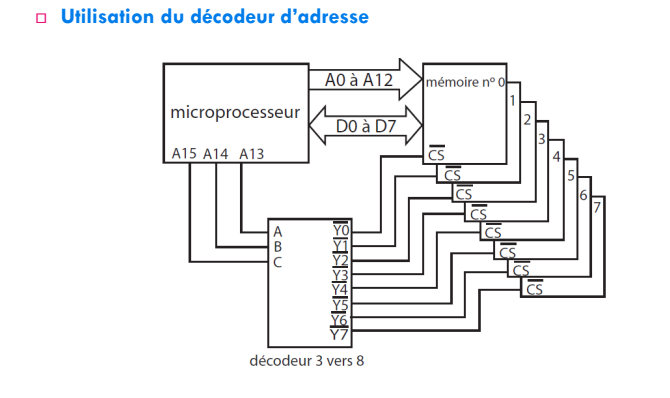 Utilisation du décodeur d'adresse
A0 à A12
mémoire nº 0
1
microprocesseur
2
D0 à D7
3
A15 A14 A13
CS
4
CS
5
CS
6
CS
7
A
Y0
CS
B
Y1
CS
C
Y2
CS
Y3
CS
Y4
Y5
Y6
Y7
décodeur 3 vers 8